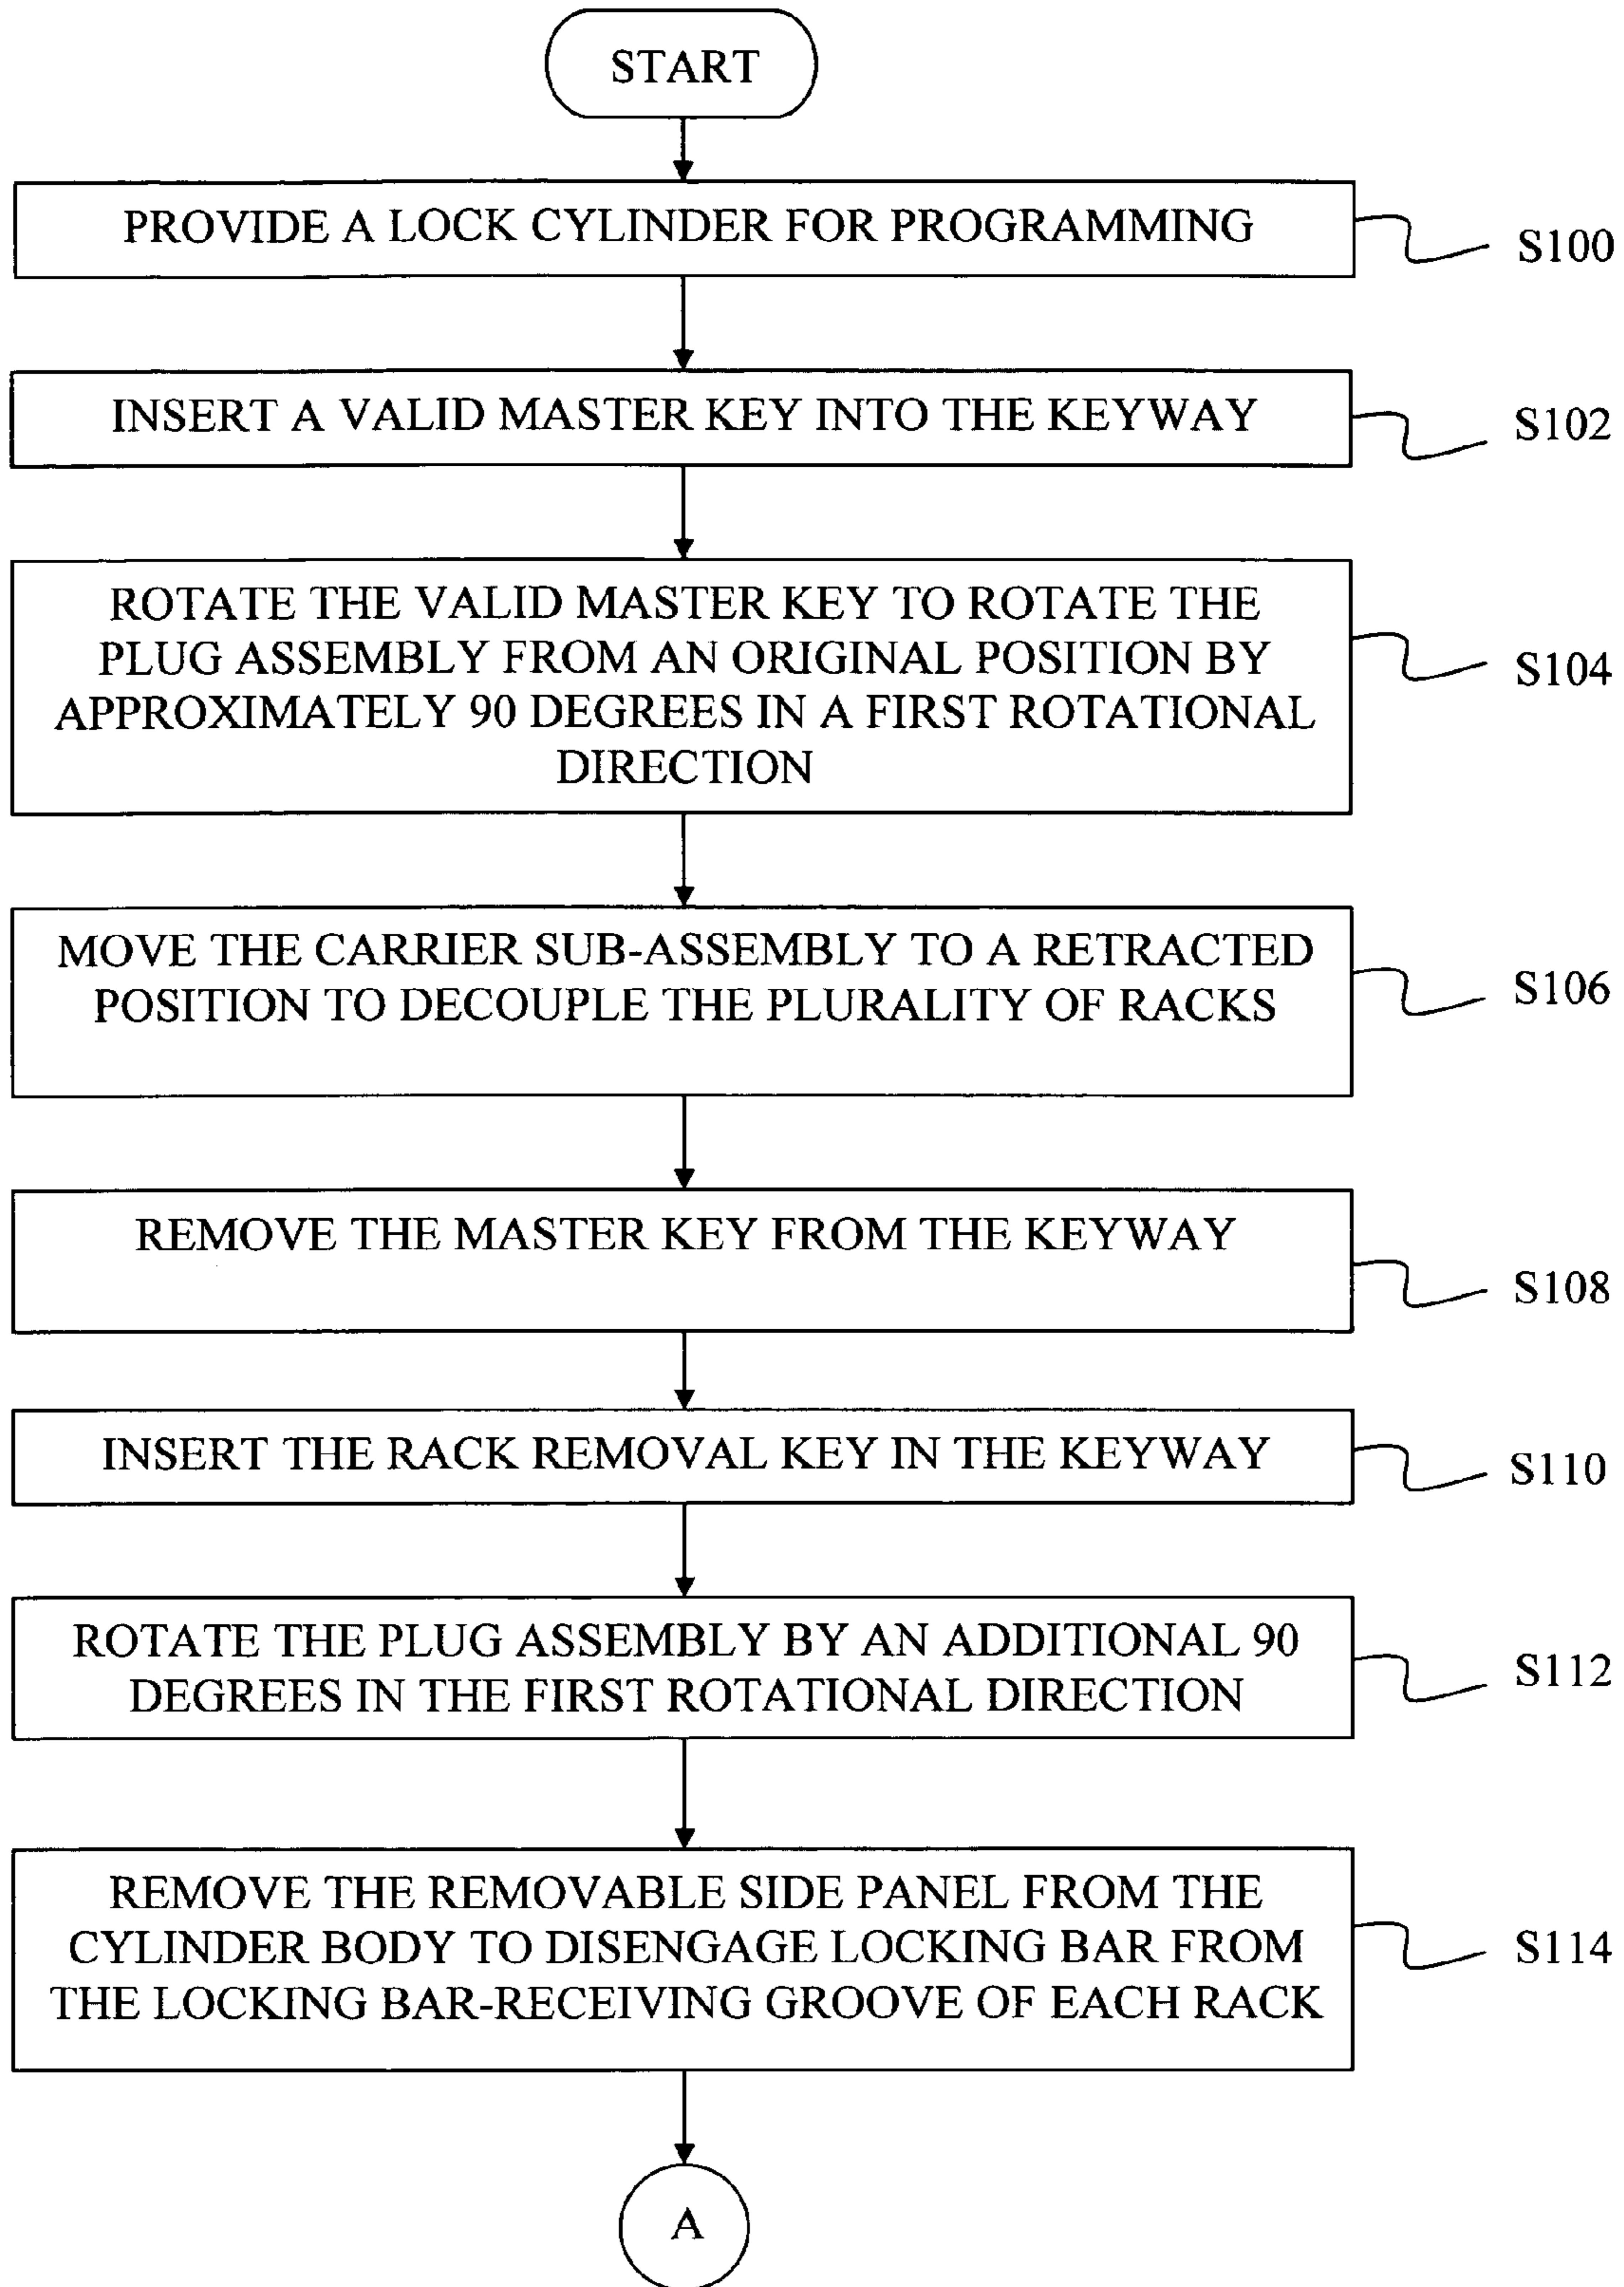 START
PROVIDE A LOCK CYLINDER FOR PROGRAMMING
S100
INSERT A VALID MASTER KEY INTO THE KEYWAY
S102
ROTATE THE VALID MASTER KEY TO ROTATE THE
PLUG ASSEMBLY FROM AN ORIGINAL POSITION BY
APPROXIMATELY 90 DEGREES IN A FIRST ROTATIONAL
DIRECTION
S104
MOVE THE CARRIER SUB-ASSEMBLY TO A RETRACTED
POSITION TO DECOUPLE THE PLURALITY OF RACKS
S106
REMOVE THE MASTER KEY FROM THE KEYWAY
S108
INSERT THE RACK REMOVAL KEY IN THE KEYWAY
S110
ROTATE THE PLUG ASSEMBLY BY AN ADDITIONAL 90
DEGREES IN THE FIRST ROTATIONAL DIRECTION
S112
REMOVE THE REMOVABLE SIDE PANEL FROM THE
CYLINDER BODY TO DISENGAGE LOCKING BAR FROM
THE LOCKING BAR-RECEIVING GROOVE OF EACH RACK
S114
A